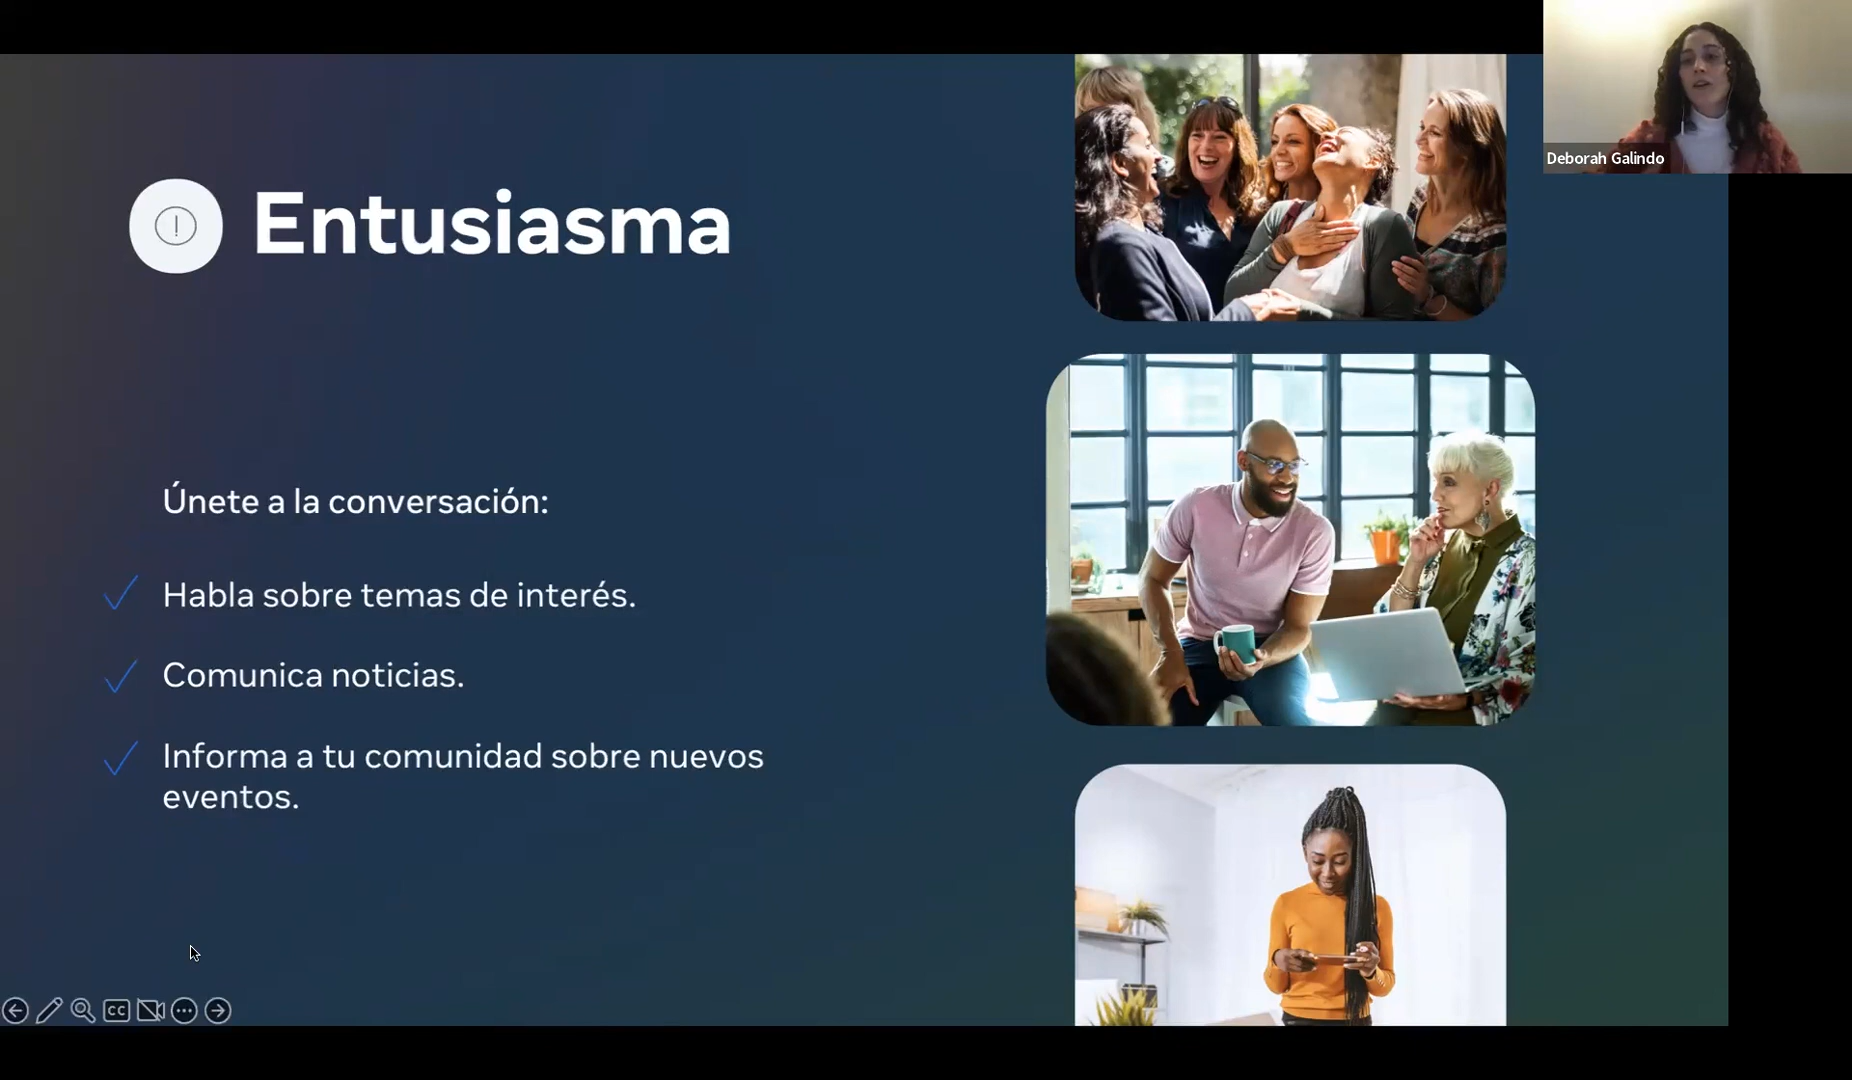 Entusiasma
Únete a la conversación:
Habla sobre temas de interés.
Comunica noticias.
Informa a tu comunidad sobre nuevos
eventos.
Deborah Galindo
CC